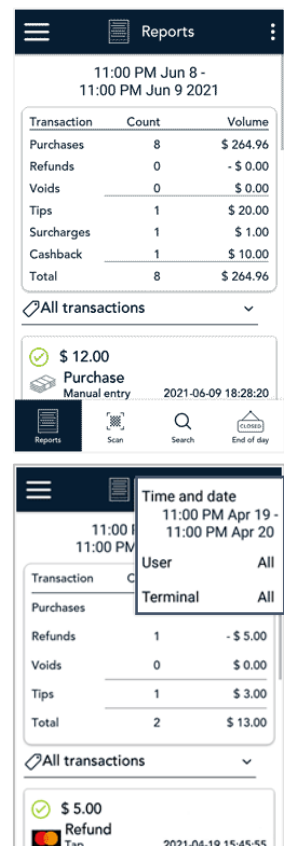 Reports
11:00 PM Jun 8 -
11:00 PM Jun 9 2021
Transaction Count Volume
Purchases 8 $ 264.96
Refunds 0 - $ 0.00
Voids 0 $ 0.00
Tips 1 $ 20.00
Surcharges 1 $ 1.00
Cashback 1 $ 10.00
Total 8 $ 264.96
All transactions
$ 12.00
Purchase
Manual entry 2021-06-09 18:28:20
CLOSED
Reports Scan Search End of day
Time and date
11:00 PM Apr 19 -
11:00 PM Apr 20
User All
Terminal All
11:00
11:00 PM
Transaction C
Purchases
Refunds 1 - $ 5.00
Voids 0 $ 0.00
Tips 1 $ 3.00
Total 2 $ 13.00
All transactions
$ 5.00
Refund
Tap 2021-04-19 15:45:55